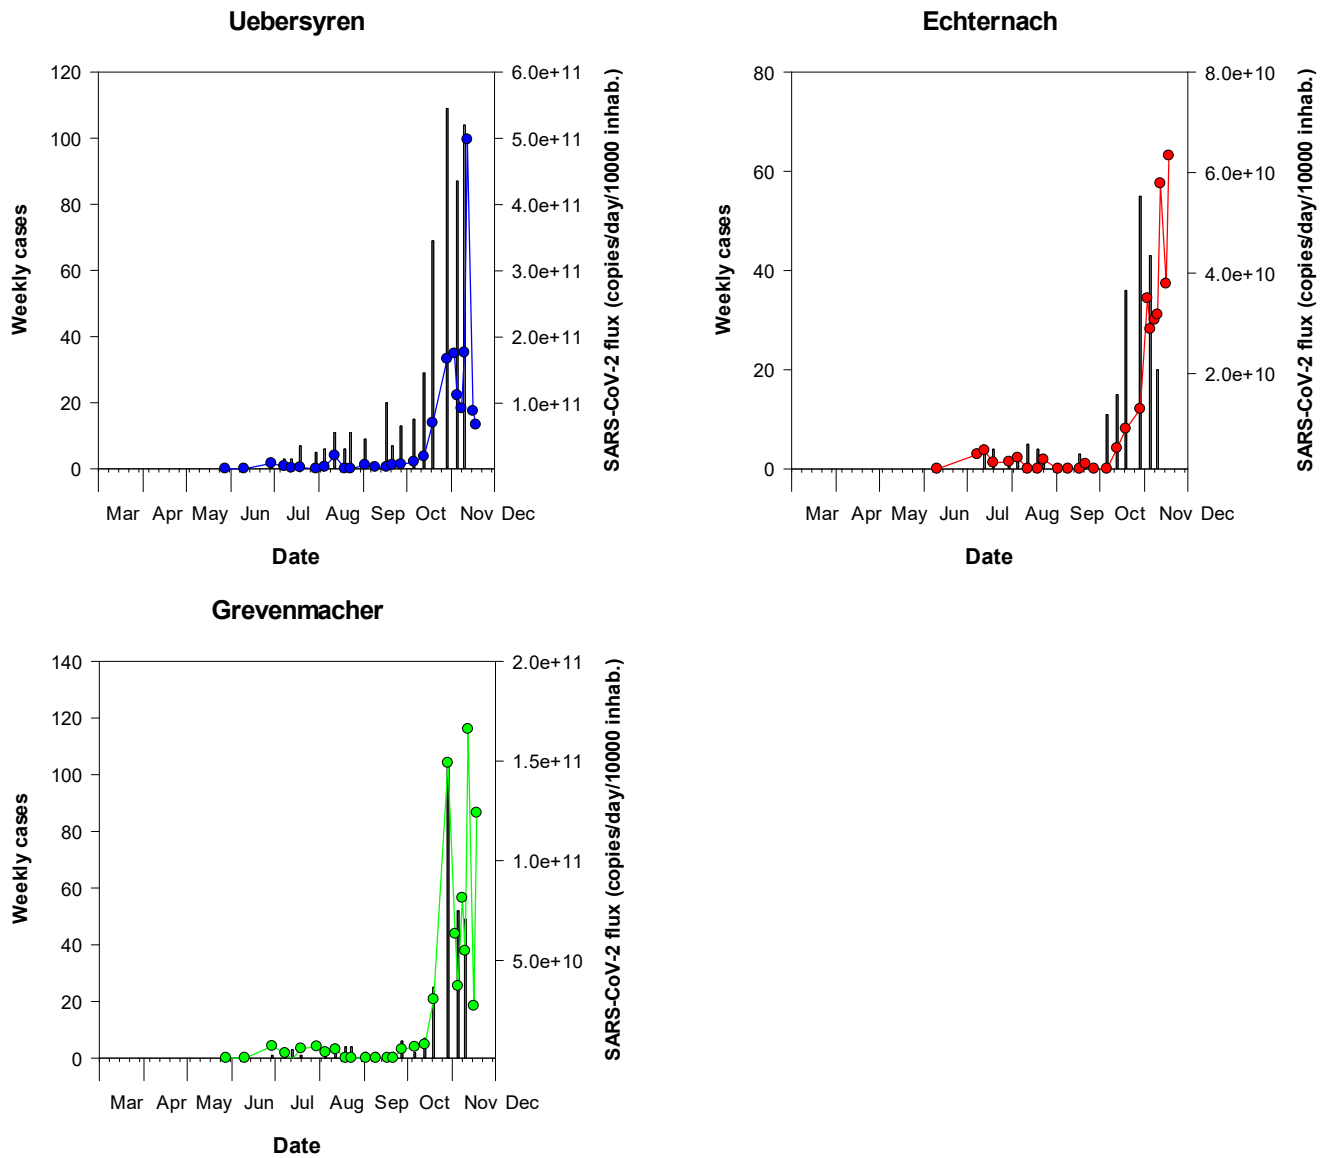 Uebersyren
Weekly cases
120
100
80
60
40
20
0
6.0e+11
5.0e+11
4.0e+11
3.0e+11
2.0e+11
1.0e+11
SARS-CoV-2 flux (copies/day/10000 inhab.)
Mar Apr May Jun Jul Aug Sep Oct Nov Dec
Date
Echternach
Weekly cases
80
60
40
20
0
8.0e+10
6.0e+10
4.0e+10
2.0e+10
SARS-CoV-2 flux (copies/day/10000 inhab.)
Mar Apr May Jun Jul Aug Sep Oct Nov Dec
Date
Grevenmacher
Weekly cases
140
120
100
80
60
40
20
0
2.0e+11
1.5e+11
1.0e+11
5.0e+10
SARS-CoV-2 flux (copies/day/10000 inhab.)
Mar Apr May Jun Jul Aug Sep Oct Nov Dec
Date